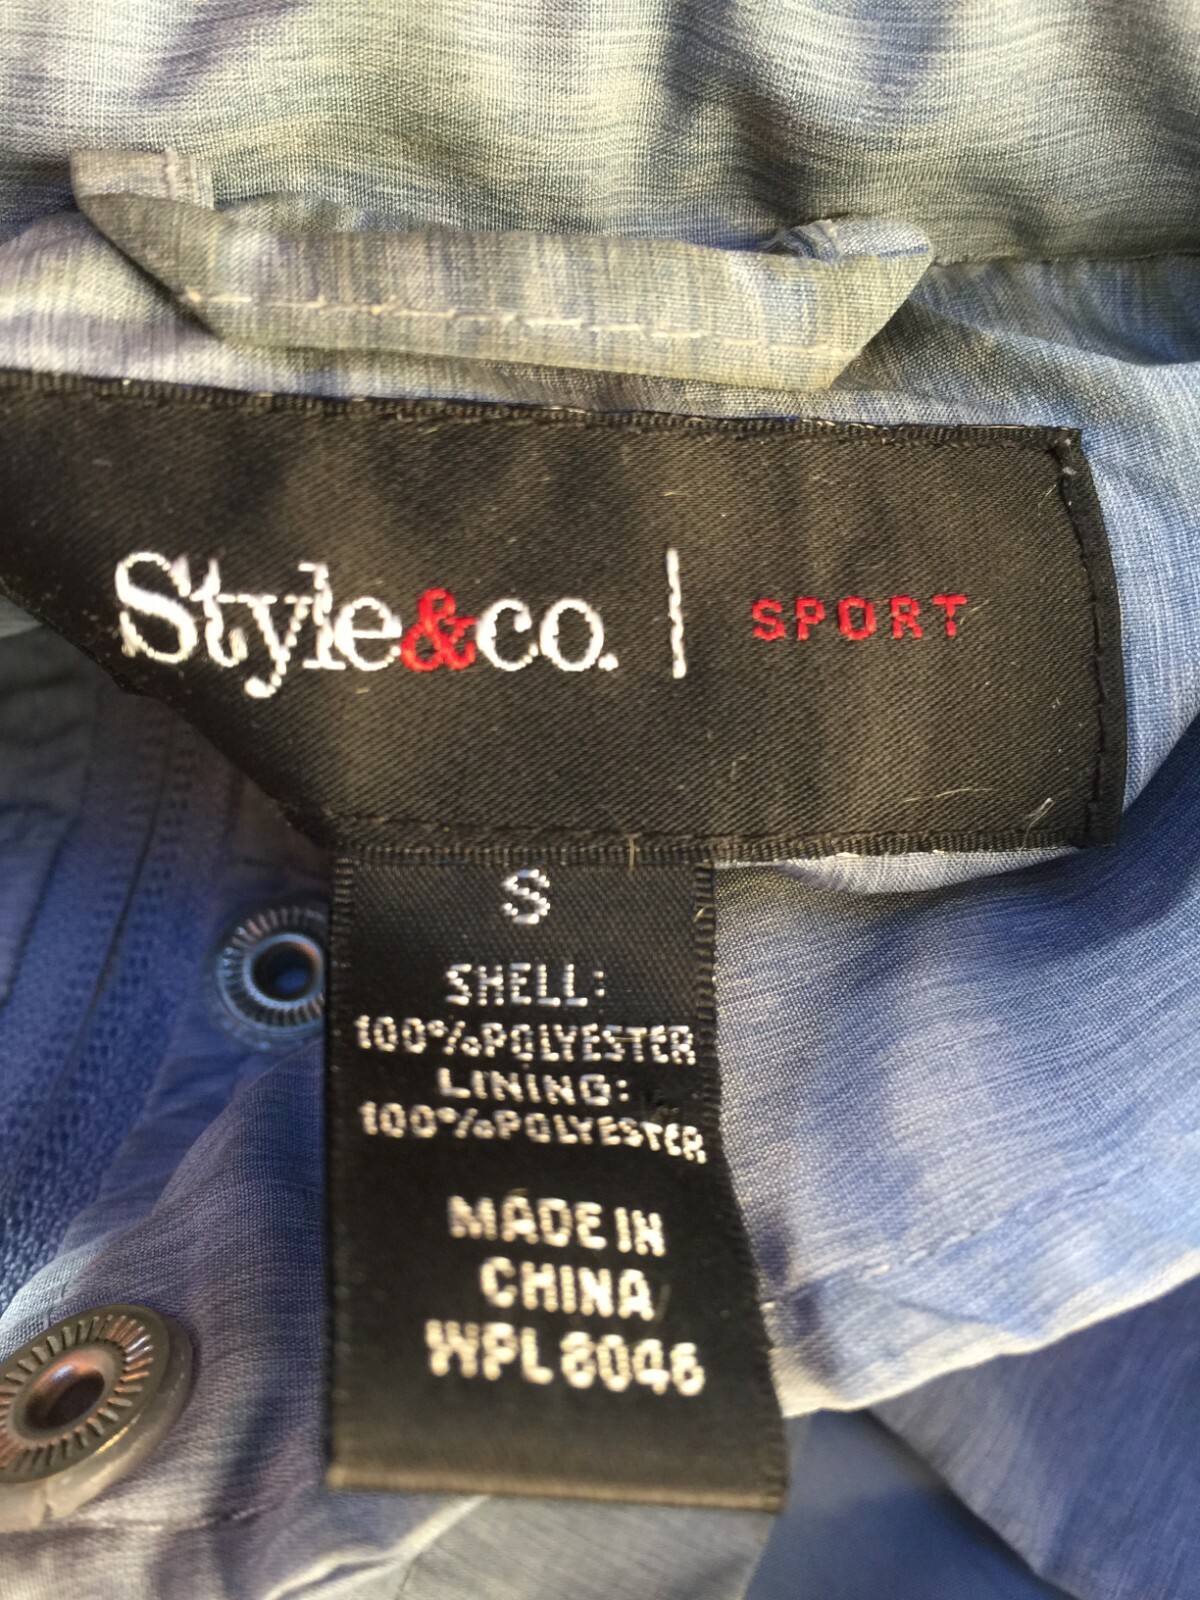 Style&co. | SPORT
S
SHELL:
100%POLYESTER
LINING:
100%POLYESTER
MADE IN
CHINA
WPL 8046